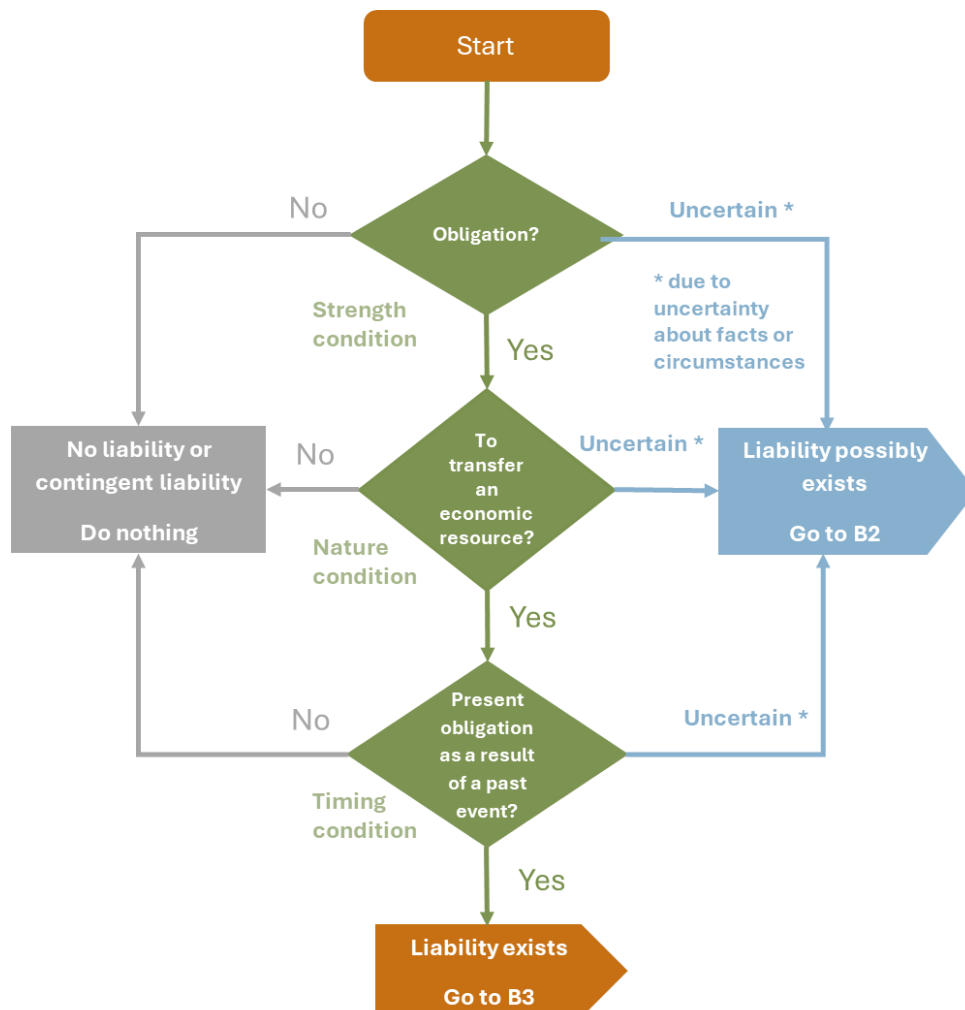 Start
No
Obligation?
Uncertain *
* due to
uncertainty
about facts or
circumstances
Strength
condition
Yes
No liability or
contingent liability
Do nothing
No
To
transfer
an
economic
resource?
Uncertain *
Liability possibly
exists
Go to B2
Nature
condition
Yes
No
Present
obligation
as a result
of a past
event?
Uncertain *
Timing
condition
Yes
Liability exists
Go to B3